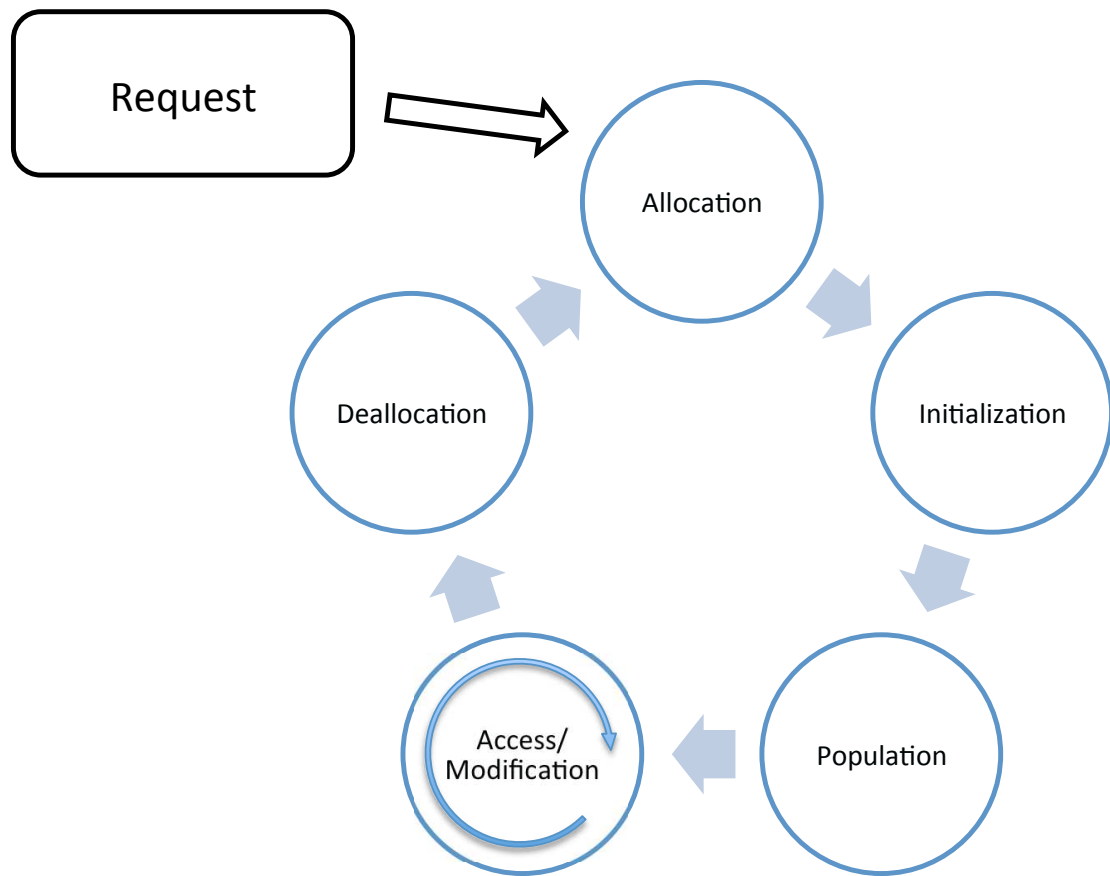 Request
Allocation
Initialization
Population
Access/
Modification
Deallocation